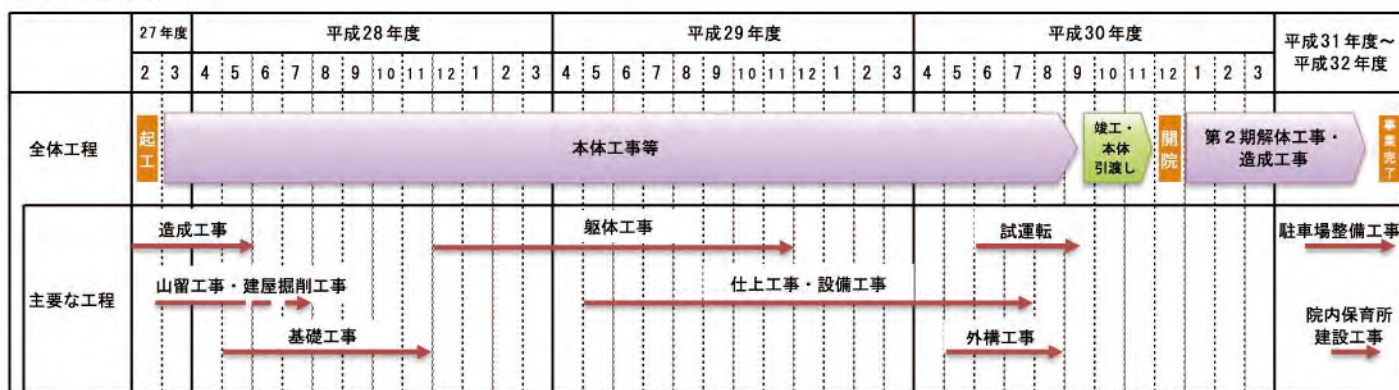 27年度 平成28年度 平成29年度 平成30年度 平成31年度～
平成32年度
2 3 4 5 6 7 8 9 10 11 12 1 2 3 4 5 6 7 8 9 10 11 12 1 2 3 4 5 6 7 8 9 10 11 12 1 2 3
全体工程
起工
本体工事等
竣工・
本体
引渡し
開院
第2期解体工事・
造成工事
事業完了
主要な工程
造成工事
躯体工事
試運転
駐車場整備工事
山留工事・建屋掘削工事
仕上工事・設備工事
基礎工事
外構工事
院内保育所
建設工事